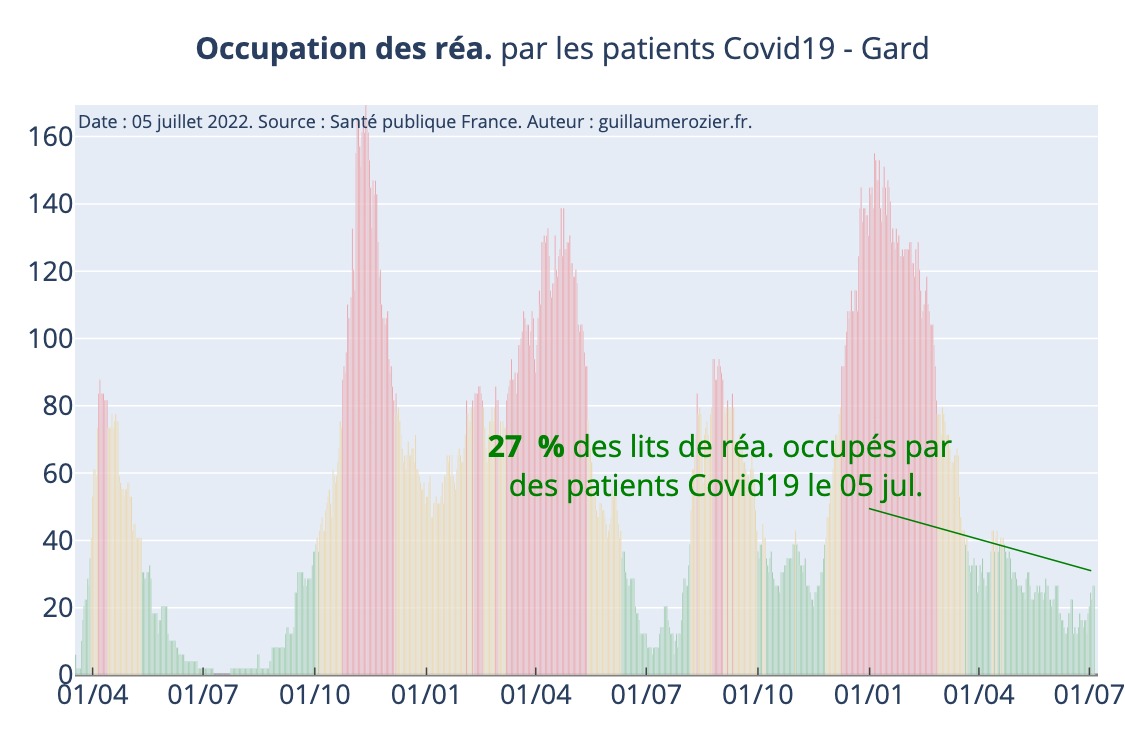 Occupation des réa. par les patients Covid19 - Gard
Date : 05 juillet 2022. Source : Santé publique France. Auteur : guillaumerozier.fr.
160
140
120
100
80
60
40
20
0
27 % des lits de réa. occupés par
des patients Covid19 le 05 jul.
01/04 01/07 01/10 01/01 01/04 01/07 01/10 01/01 01/04 01/07